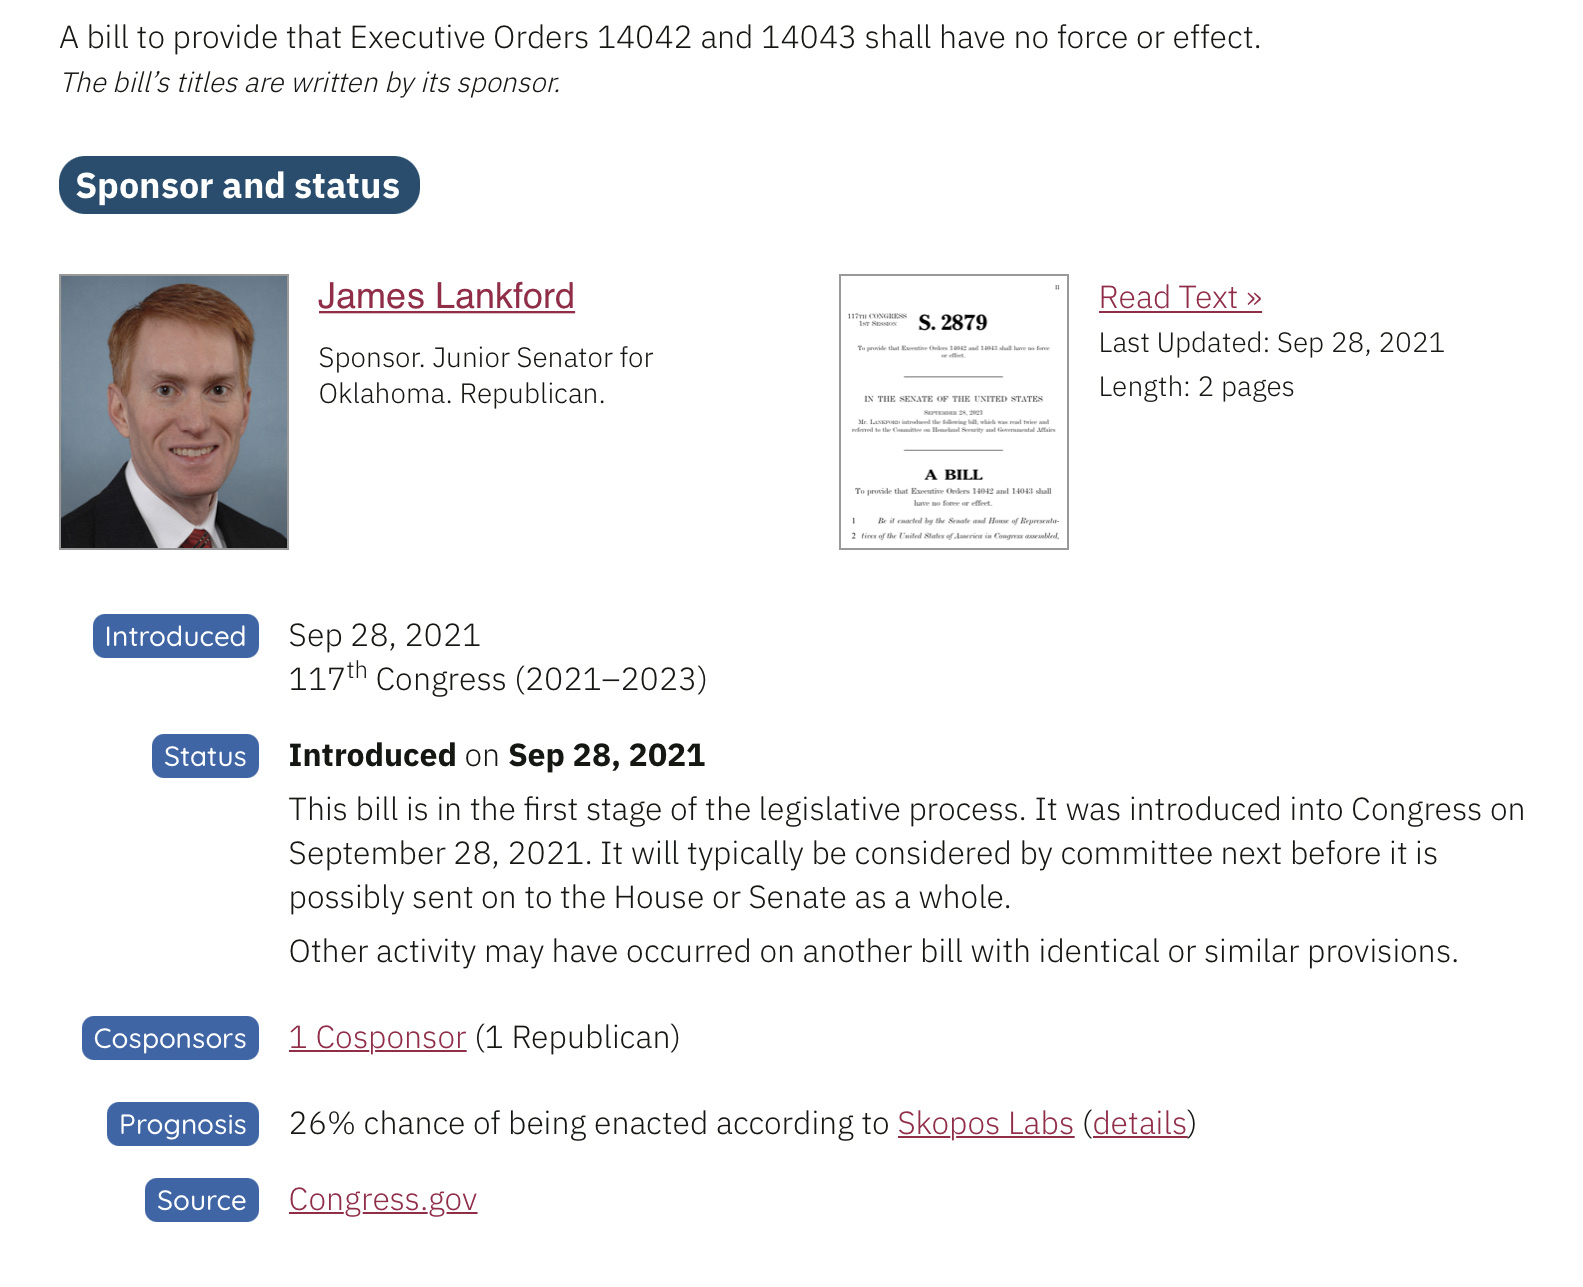 A bill to provide that Executive Orders 14042 and 14043 shall have no force or effect.
The bill’s titles are written by its sponsor.
Sponsor and status
James Lankford
Sponsor. Junior Senator for
Oklahoma. Republican.
II
117TH CONGRESS
1ST SESSION
S. 2879
To provide that Executive Orders 14042 and 14043 shall have no force
or effect.
IN THE SENATE OF THE UNITED STATES
SEPTEMBER 28, 2021
Mr. LANKFORD introduced the following bill; which was read twice and
referred to the Committee on Homeland Security and Governmental Affairs
A BILL
To provide that Executive Orders 14042 and 14043 shall
have no force or effect.
1 Be it enacted by the Senate and House of Representa-
2 tives of the United States of America in Congress assembled,
Read Text »
Last Updated: Sep 28, 2021
Length: 2 pages
Introduced
Sep 28, 2021
117th Congress (2021–2023)
Status
Introduced on Sep 28, 2021
This bill is in the first stage of the legislative process. It was introduced into Congress on
September 28, 2021. It will typically be considered by committee next before it is
possibly sent on to the House or Senate as a whole.
Other activity may have occurred on another bill with identical or similar provisions.
Cosponsors
1 Cosponsor (1 Republican)
Prognosis
26% chance of being enacted according to Skopos Labs (details)
Source
Congress.gov